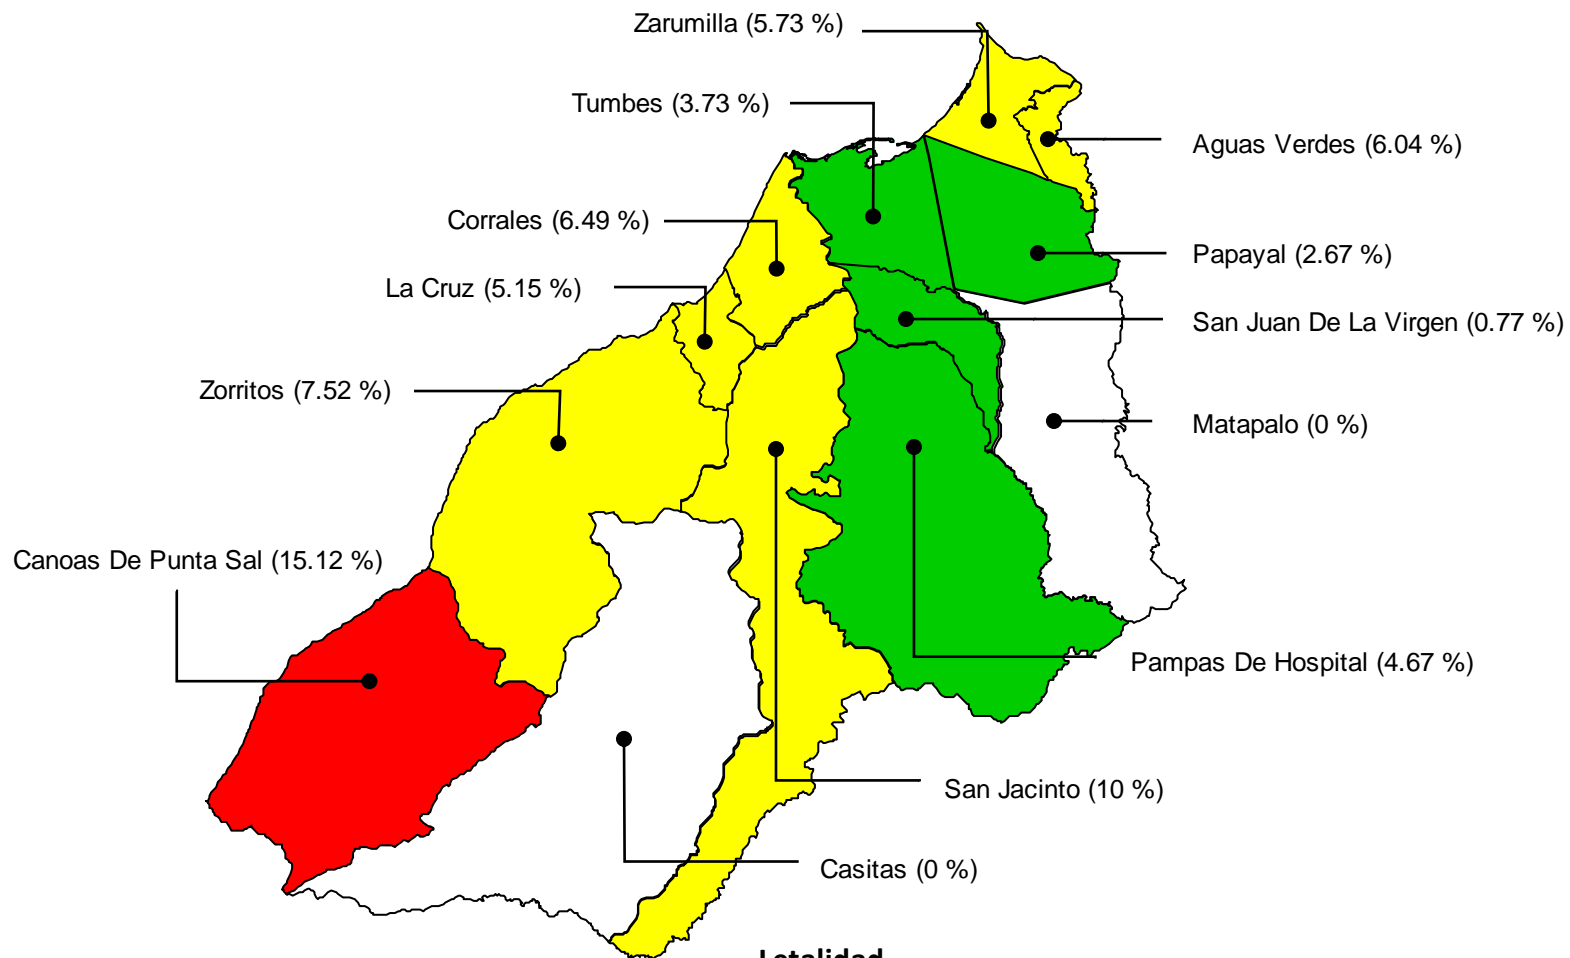 Zarumilla (5.73 %)
Tumbes (3.73 %)
Aguas Verdes (6.04 %)
Corrales (6.49 %)
Papayal (2.67 %)
La Cruz (5.15 %)
San Juan De La Virgen (0.77 %)
Zorritos (7.52 %)
Matapalo (0 %)
Canoas De Punta Sal (15.12 %)
Pampas De Hospital (4.67 %)
San Jacinto (10 %)
Casitas (0 %)
Letalidad